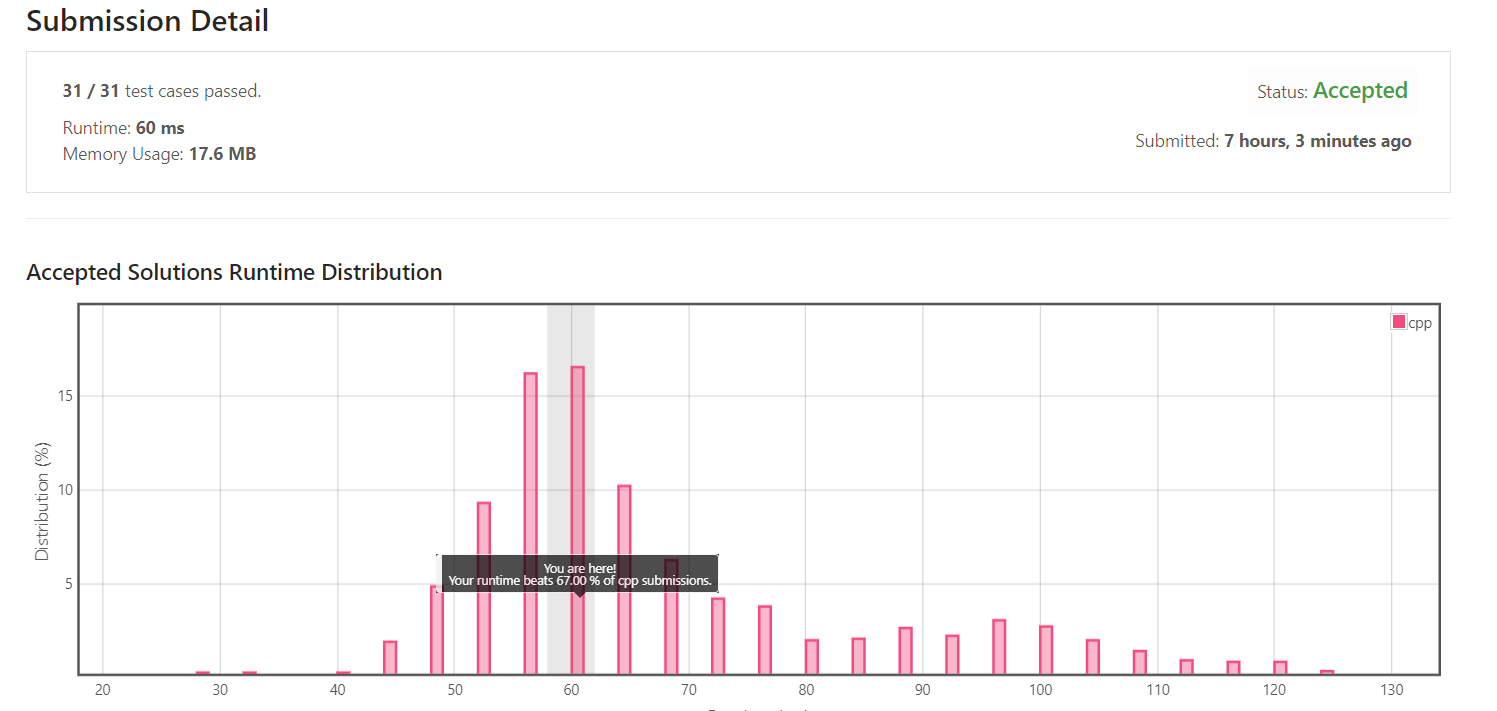 Submission Detail
31 / 31 test cases passed.
Status: Accepted
Runtime: 60 ms
Submitted: 7 hours, 3 minutes ago
Memory Usage: 17.6 MB
Accepted Solutions Runtime Distribution
cpp
15
10
5
Distribution (%)
You are here!
Your runtime beats 67.00 % of cpp submissions.
20 30 40 50 60 70 80 90 100 110 120 130